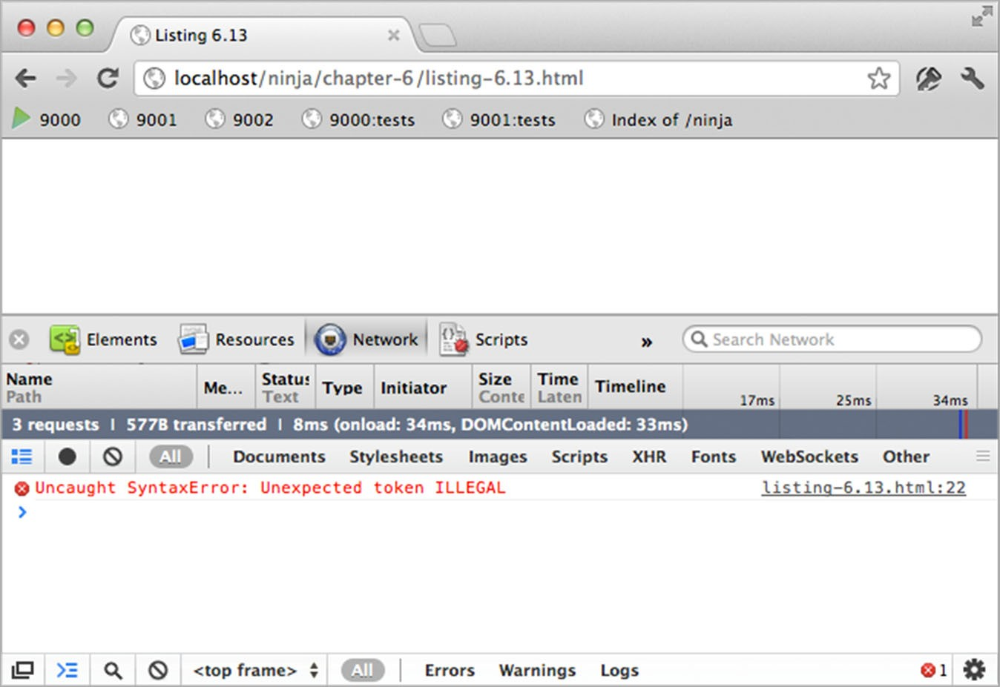 Listing 6.13
localhost/ninja/chapter-6/listing-6.13.html
9000 9001 9002 9000:tests 9001:tests Index of /ninja
Elements Resources Network Scripts » Search Network
Name Me... Status Type Initiator Size Time Timeline
Path Text Conte Laten 17ms 25ms 34ms
3 requests | 577B transferred | 8ms (onload: 34ms, DOMContentLoaded: 33ms)
All Documents Stylesheets Images Scripts XHR Fonts WebSockets Other
Uncaught SyntaxError: Unexpected token ILLEGAL listing-6.13.html:22
<top frame> All Errors Warnings Logs 1